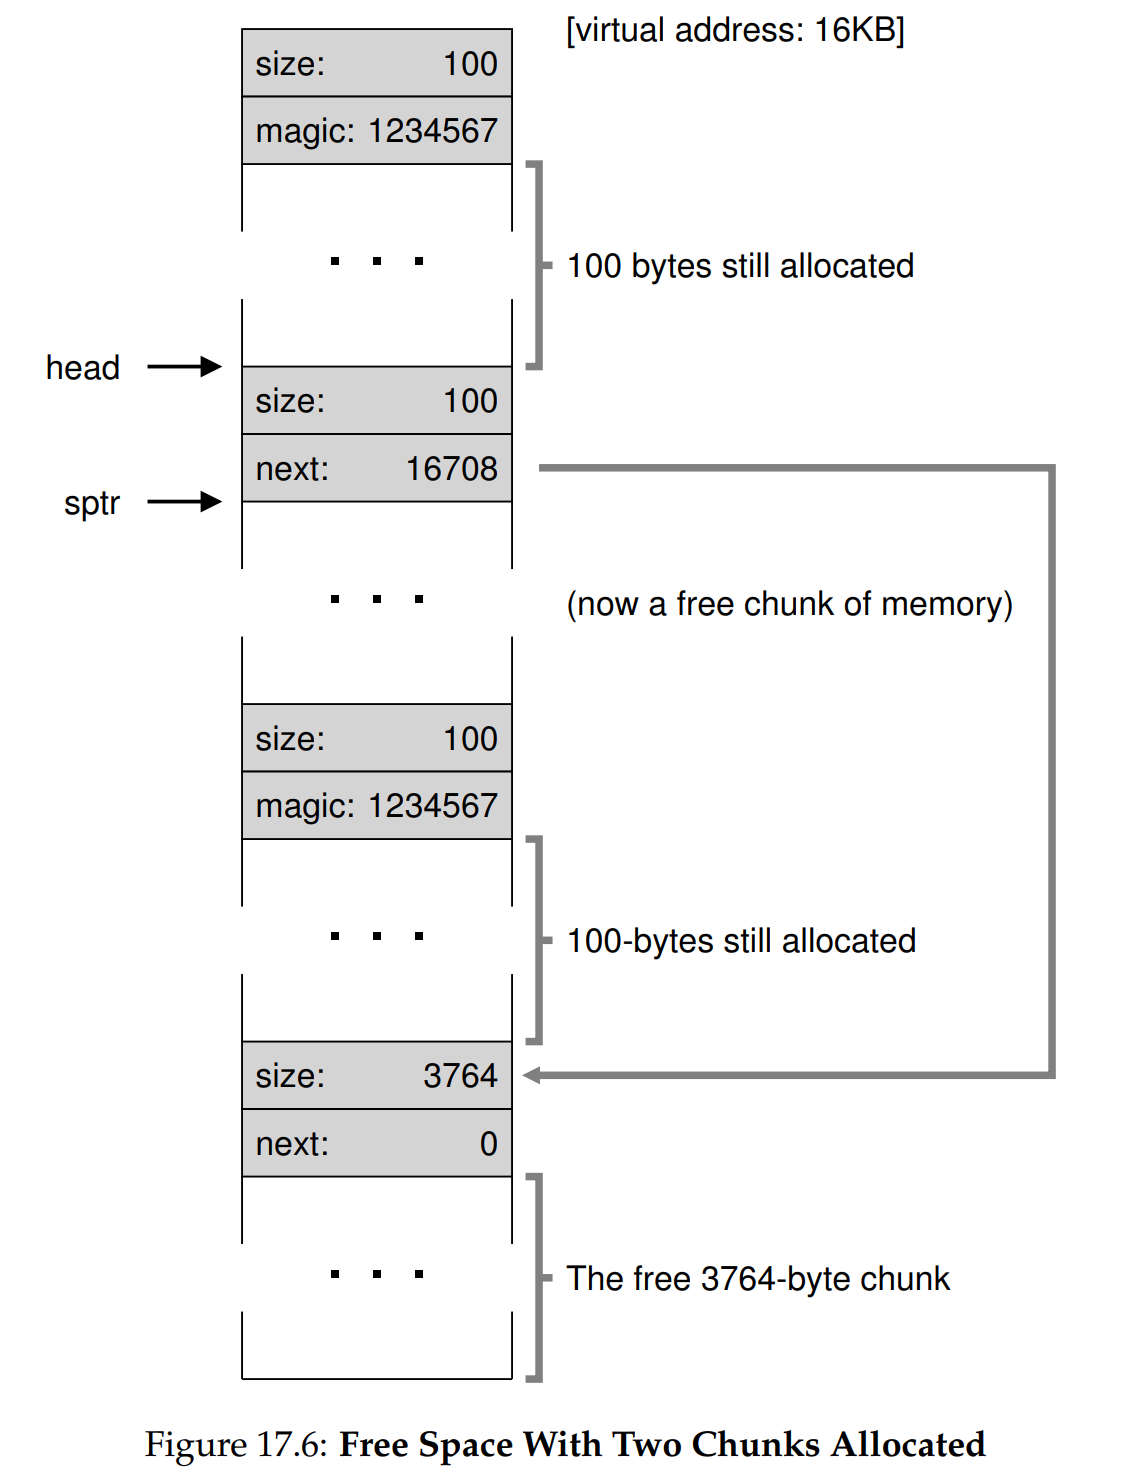 [virtual address: 16KB]
size: 100
magic: 1234567
100 bytes still allocated
head
size: 100
next: 16708
sptr
(now a free chunk of memory)
size: 100
magic: 1234567
100-bytes still allocated
size: 3764
next: 0
The free 3764-byte chunk
Figure 17.6: Free Space With Two Chunks Allocated